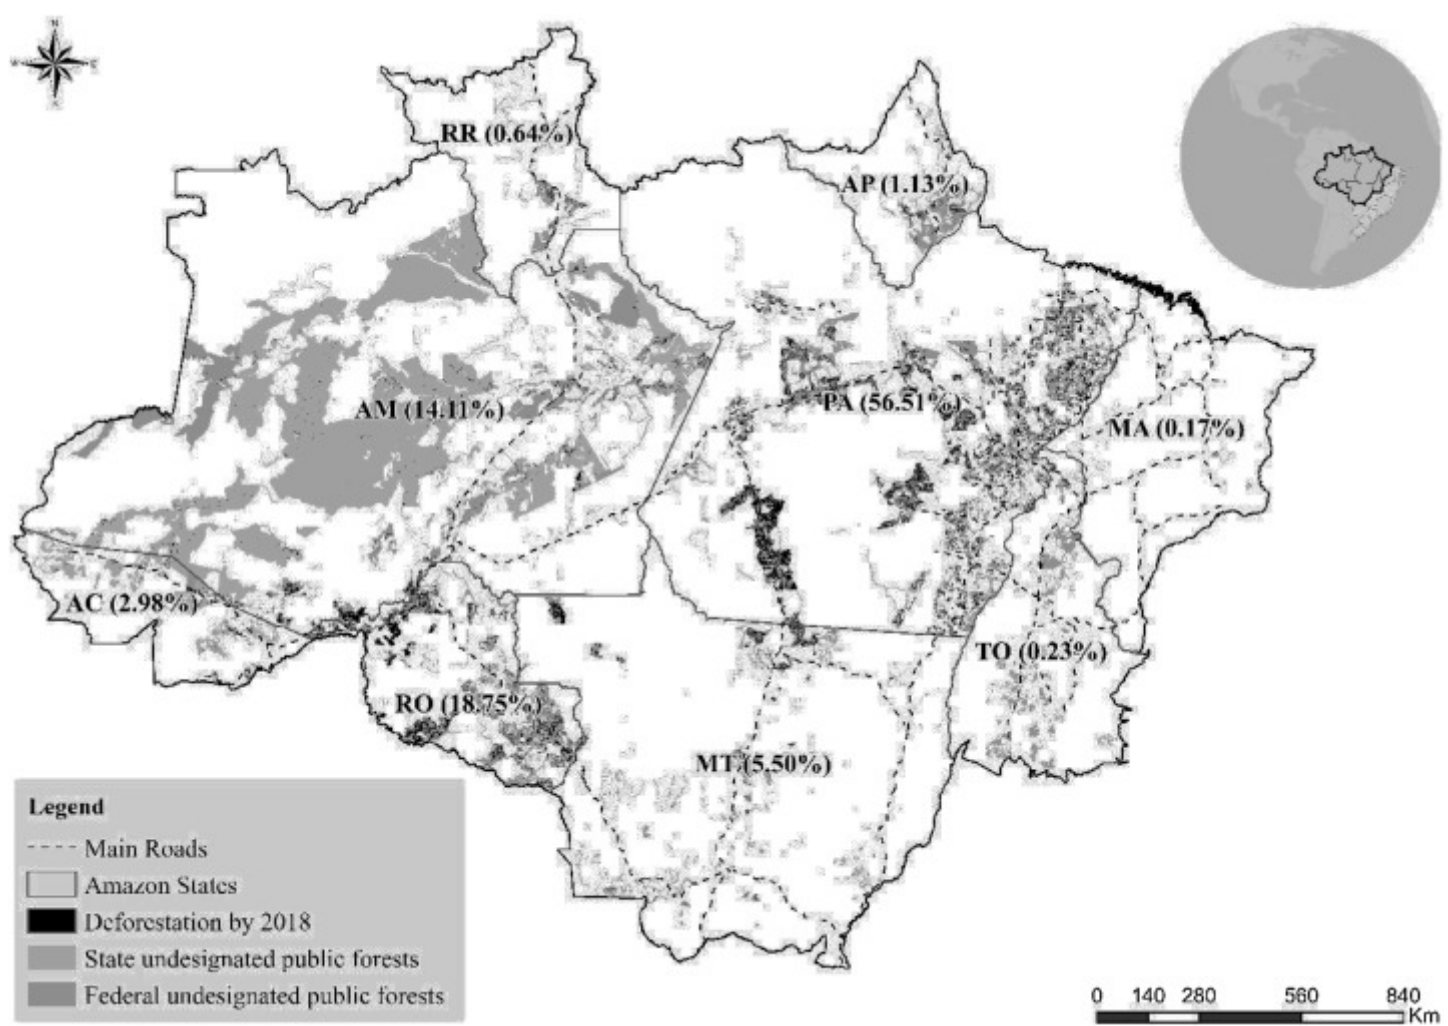 N
W E
RR (0.64%)
AP (1.13%)
AM (14.11%)
PA (56.51%)
MA (0.17%)
AC (2.98%)
TO (0.23%)
RO (18.75%)
MT (5.50%)
Legend
Main Roads
Amazon States
Deforestation by 2018
State undesignated public forests
Federal undesignated public forests
0 140 280 560 840
Km